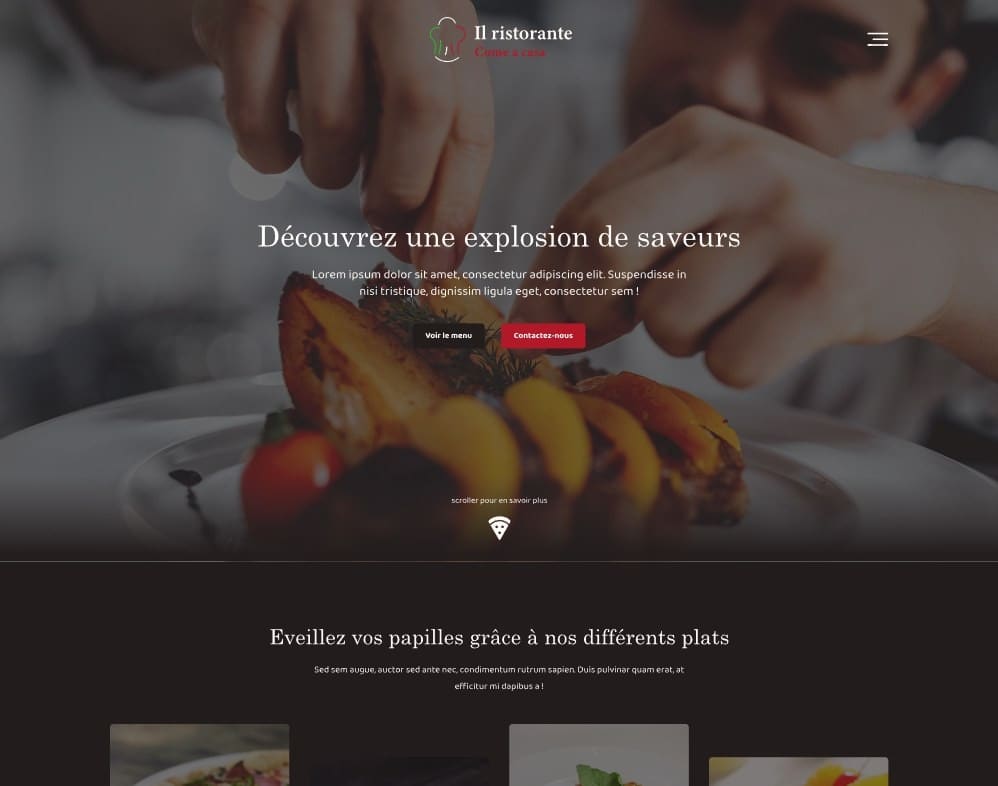 Il ristorante
Come a casa
Découvrez une explosion de saveurs
Lorem ipsum dolor sit amet, consectetur adipiscing elit. Suspendisse in
nisi tristique, dignissim ligula eget, consectetur sem !
Voir le menu
Contactez-nous
scroller pour en savoir plus
Eveillez vos papilles grâce à nos différents plats
Sed sem augue, auctor sed ante nec, condimentum rutrum sapien. Duis pulvinar quam erat, at
efficitur mi dapibus a !